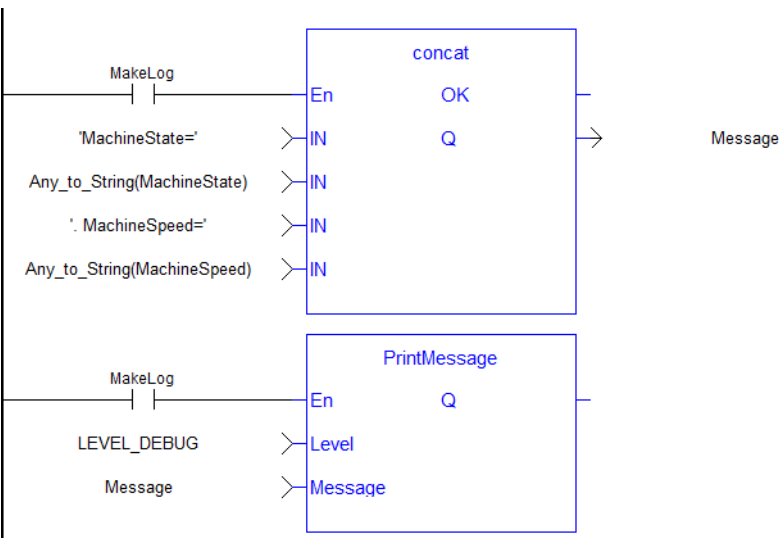 concat
MakeLog
En OK
'MachineState=' IN Q Message
Any_to_String(MachineState) IN
'. MachineSpeed=' IN
Any_to_String(MachineSpeed) IN
PrintMessage
MakeLog
En Q
LEVEL_DEBUG Level
Message Message